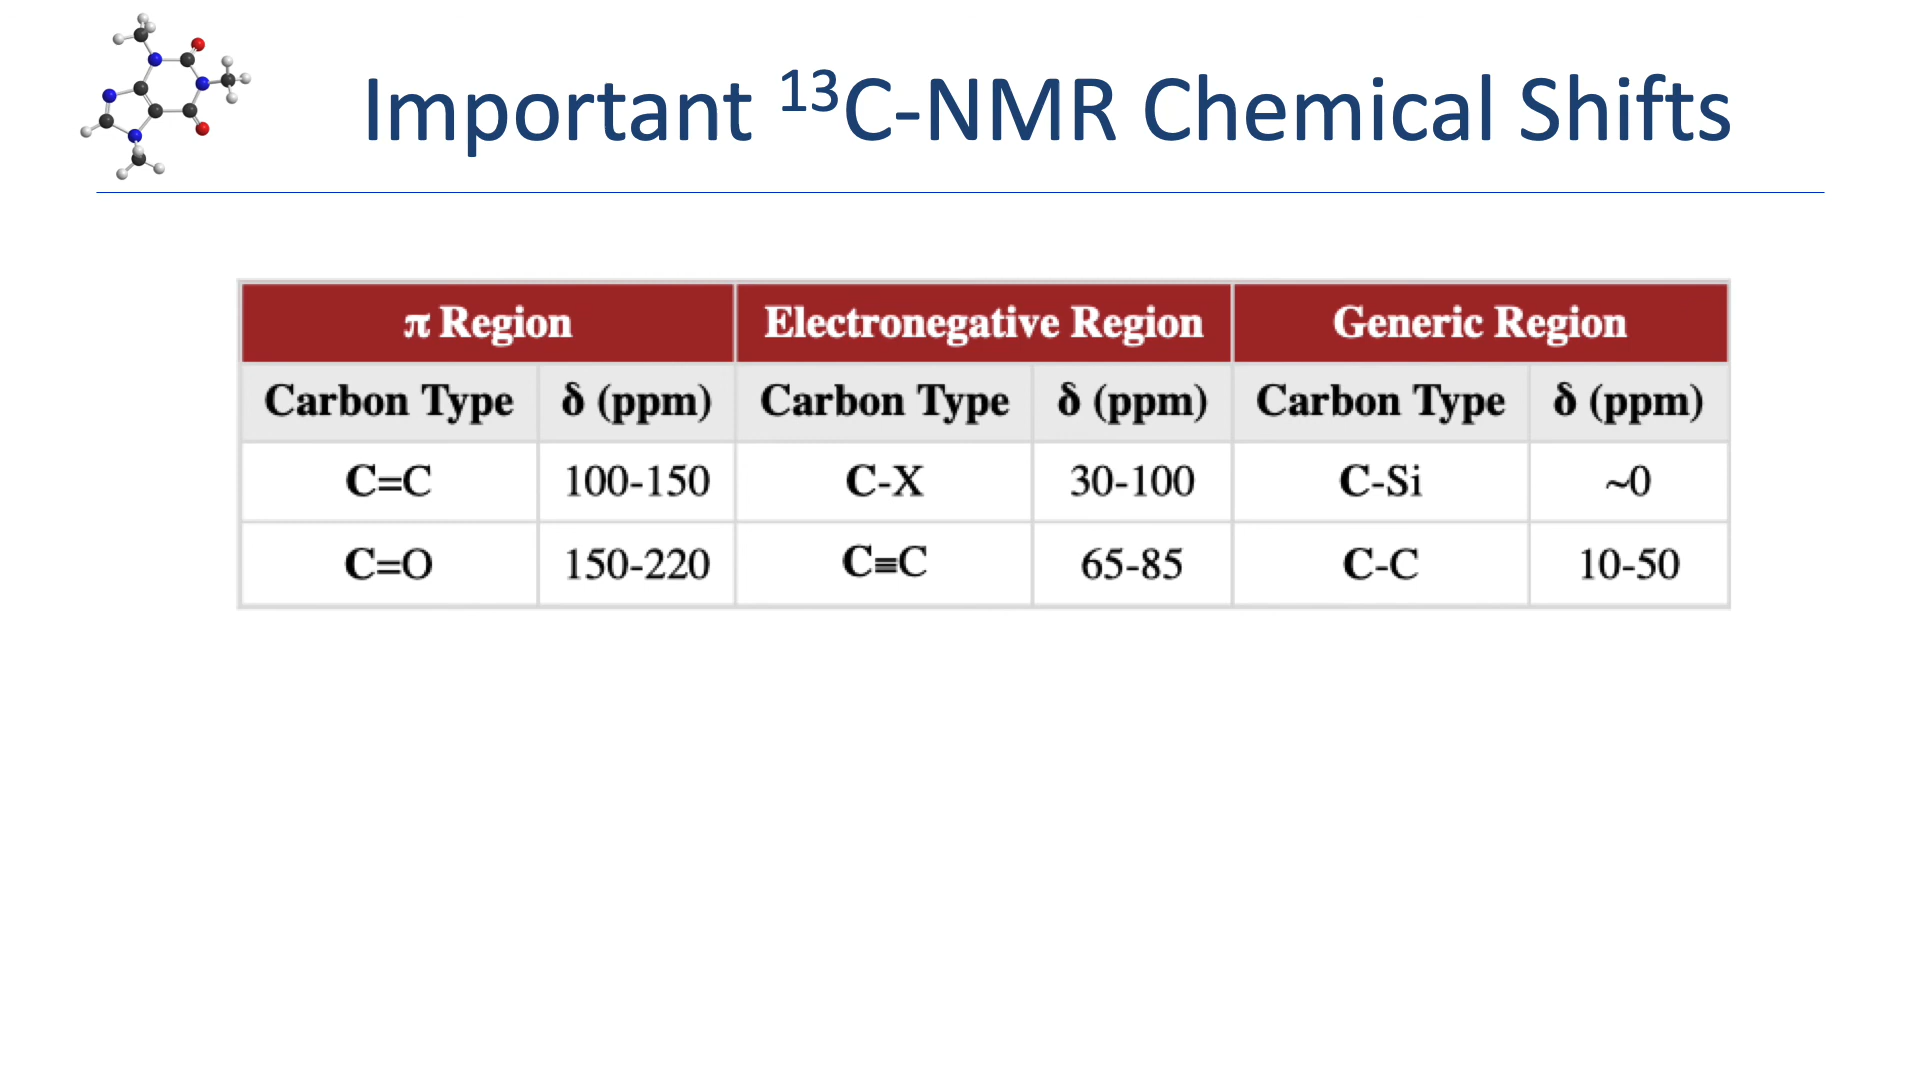 Important ¹³C-NMR Chemical Shifts
π Region Electronegative Region Generic Region
Carbon Type δ (ppm) Carbon Type δ (ppm) Carbon Type δ (ppm)
C=C 100-150 C-X 30-100 C-Si ~0
C=O 150-220 C≡C 65-85 C-C 10-50